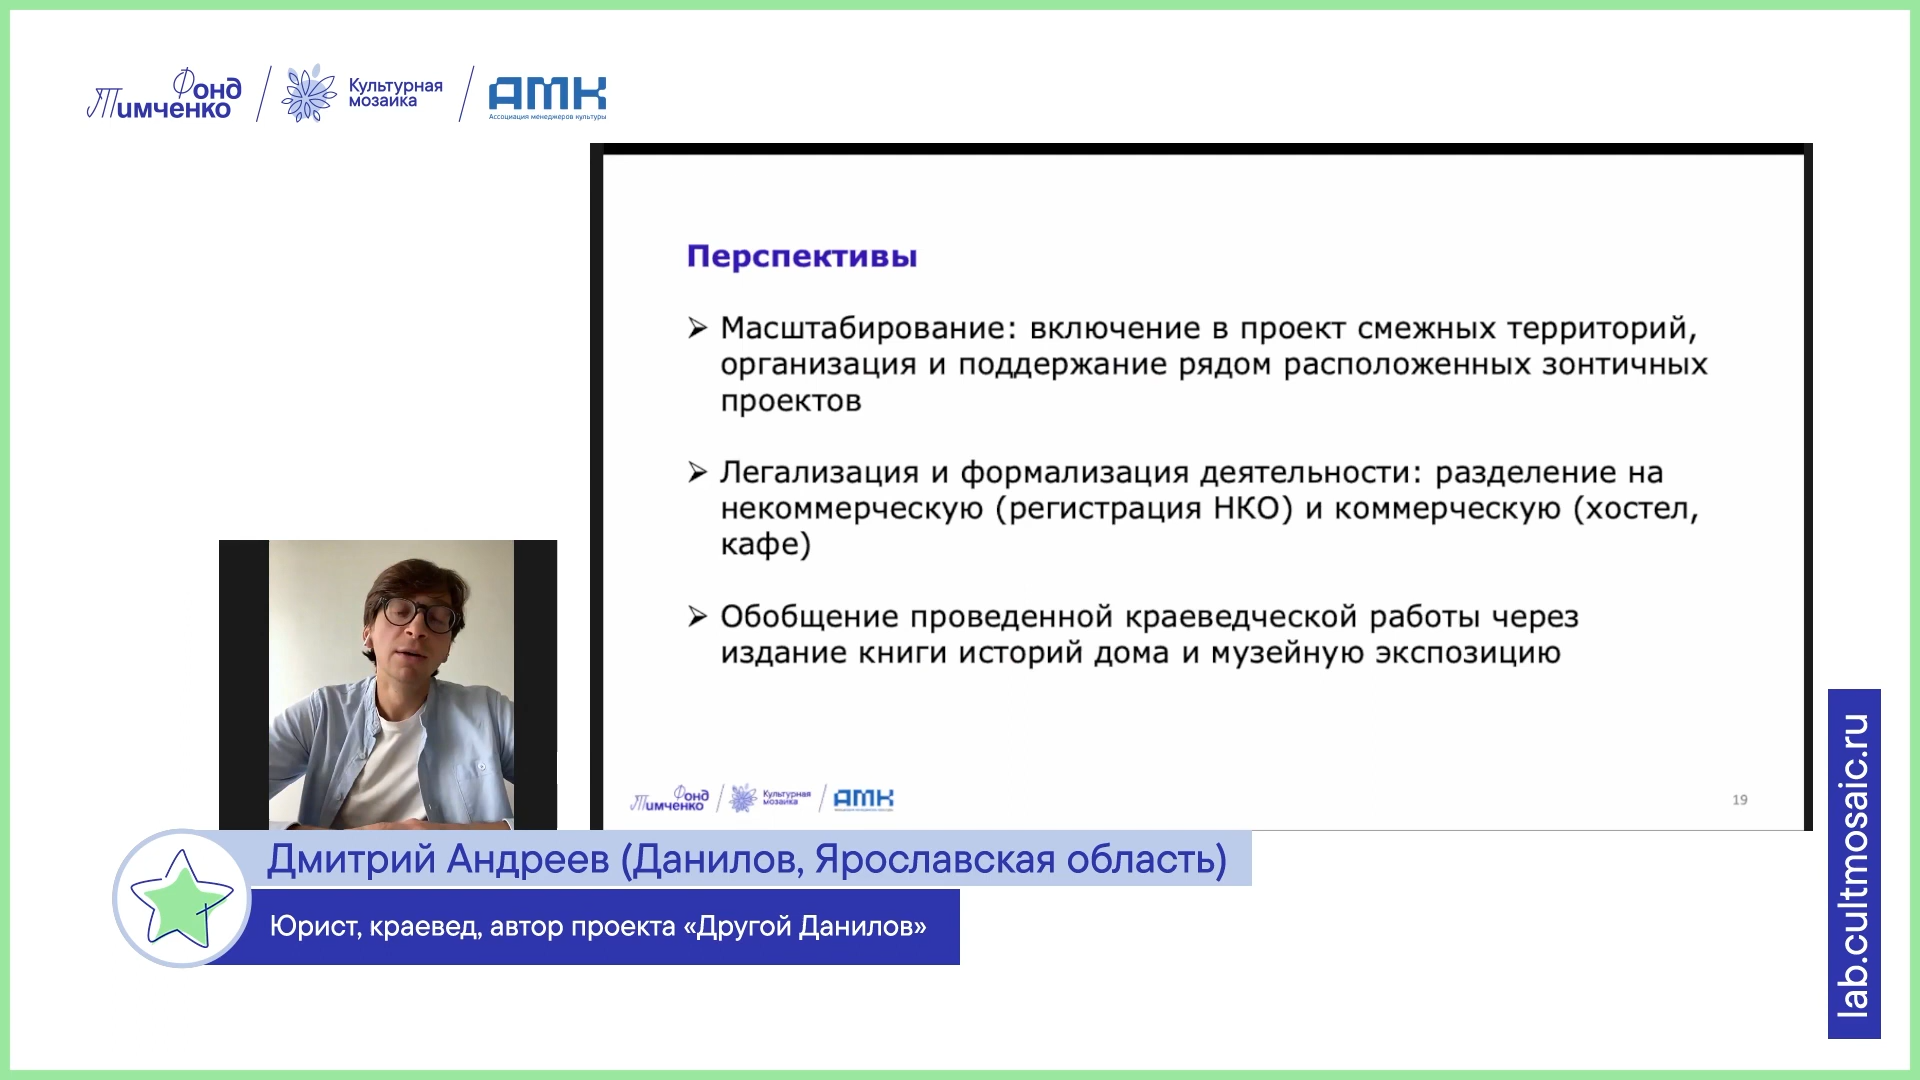 Фонд
Тимченко
Культурная
мозаика
АМК
Ассоциация менеджеров культуры
Перспективы
Масштабирование: включение в проект смежных территорий,
организация и поддержание рядом расположенных зонтичных
проектов
Легализация и формализация деятельности: разделение на
некоммерческую (регистрация НКО) и коммерческую (хостел,
кафе)
Обобщение проведенной краеведческой работы через
издание книги историй дома и музейную экспозицию
Фонд
Тимченко
Культурная
мозаика
АМК
19
Дмитрий Андреев (Данилов, Ярославская область)
Юрист, краевед, автор проекта «Другой Данилов»
lab.cultmosaic.ru